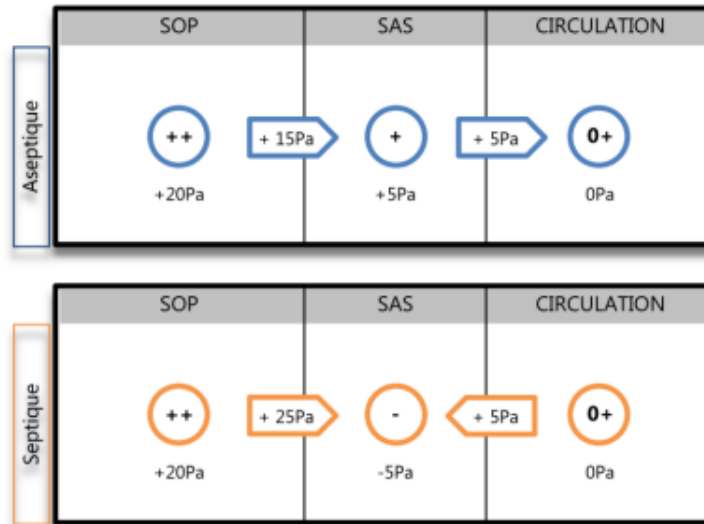 SOP SAS CIRCULATION
Aseptique
++ + 15Pa + + 5Pa 0+
+20Pa +5Pa 0Pa
SOP SAS CIRCULATION
Septique
++ + 25Pa - + 5Pa 0+
+20Pa -5Pa 0Pa